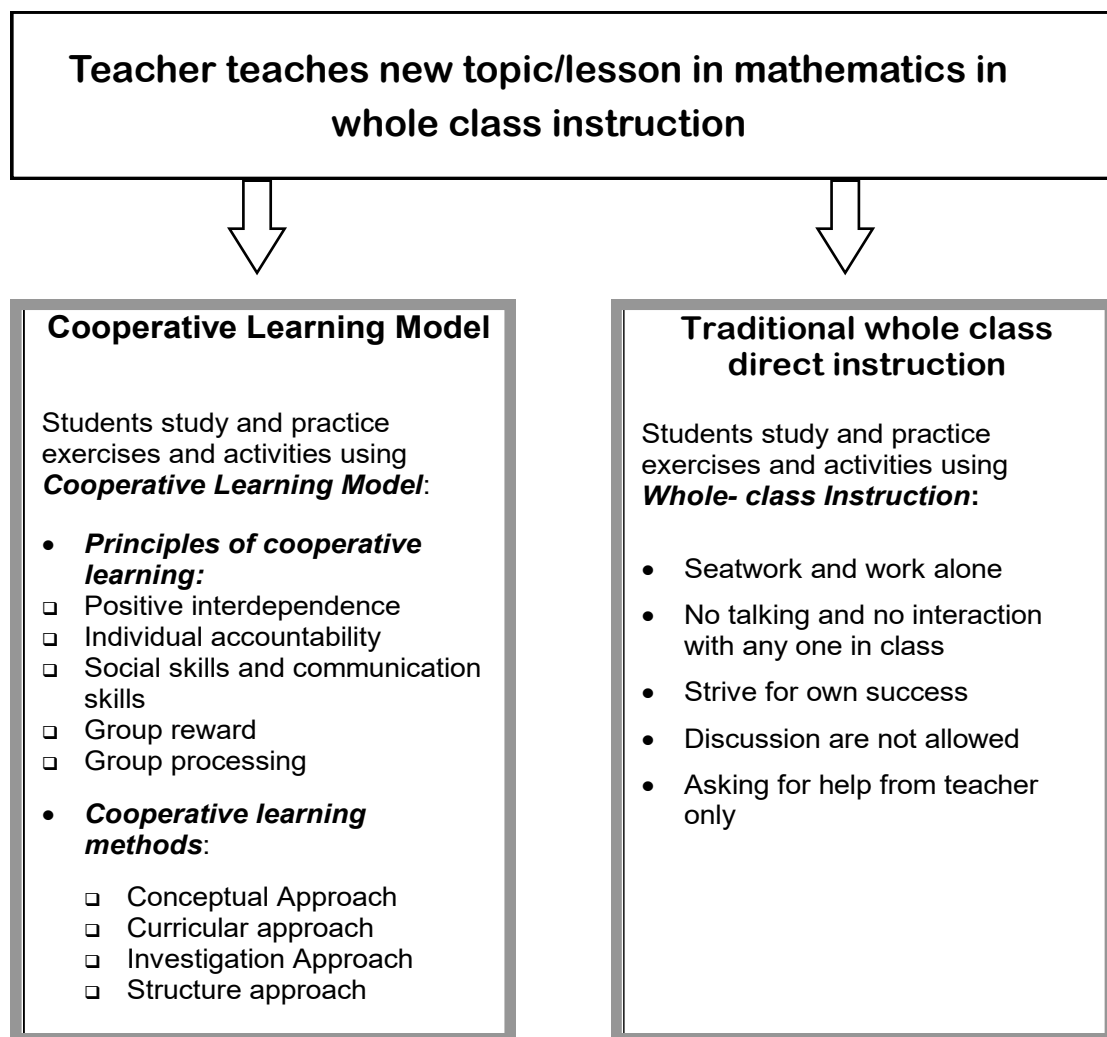 Teacher teaches new topic/lesson in mathematics in
whole class instruction
Cooperative Learning Model
Students study and practice
exercises and activities using
Cooperative Learning Model:
• Principles of cooperative
learning:
❑ Positive interdependence
❑ Individual accountability
❑ Social skills and communication
skills
❑ Group reward
❑ Group processing
• Cooperative learning
methods:
❑ Conceptual Approach
❑ Curricular approach
❑ Investigation Approach
❑ Structure approach
Traditional whole class
direct instruction
Students study and practice
exercises and activities using
Whole- class Instruction:
• Seatwork and work alone
• No talking and no interaction
with any one in class
• Strive for own success
• Discussion are not allowed
• Asking for help from teacher
only